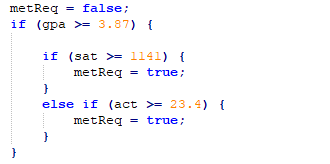 metReq = false;
if (gpa >= 3.87) {
if (sat >= 1141) {
metReq = true;
}
else if (act >= 23.4) {
metReq = true;
}
}